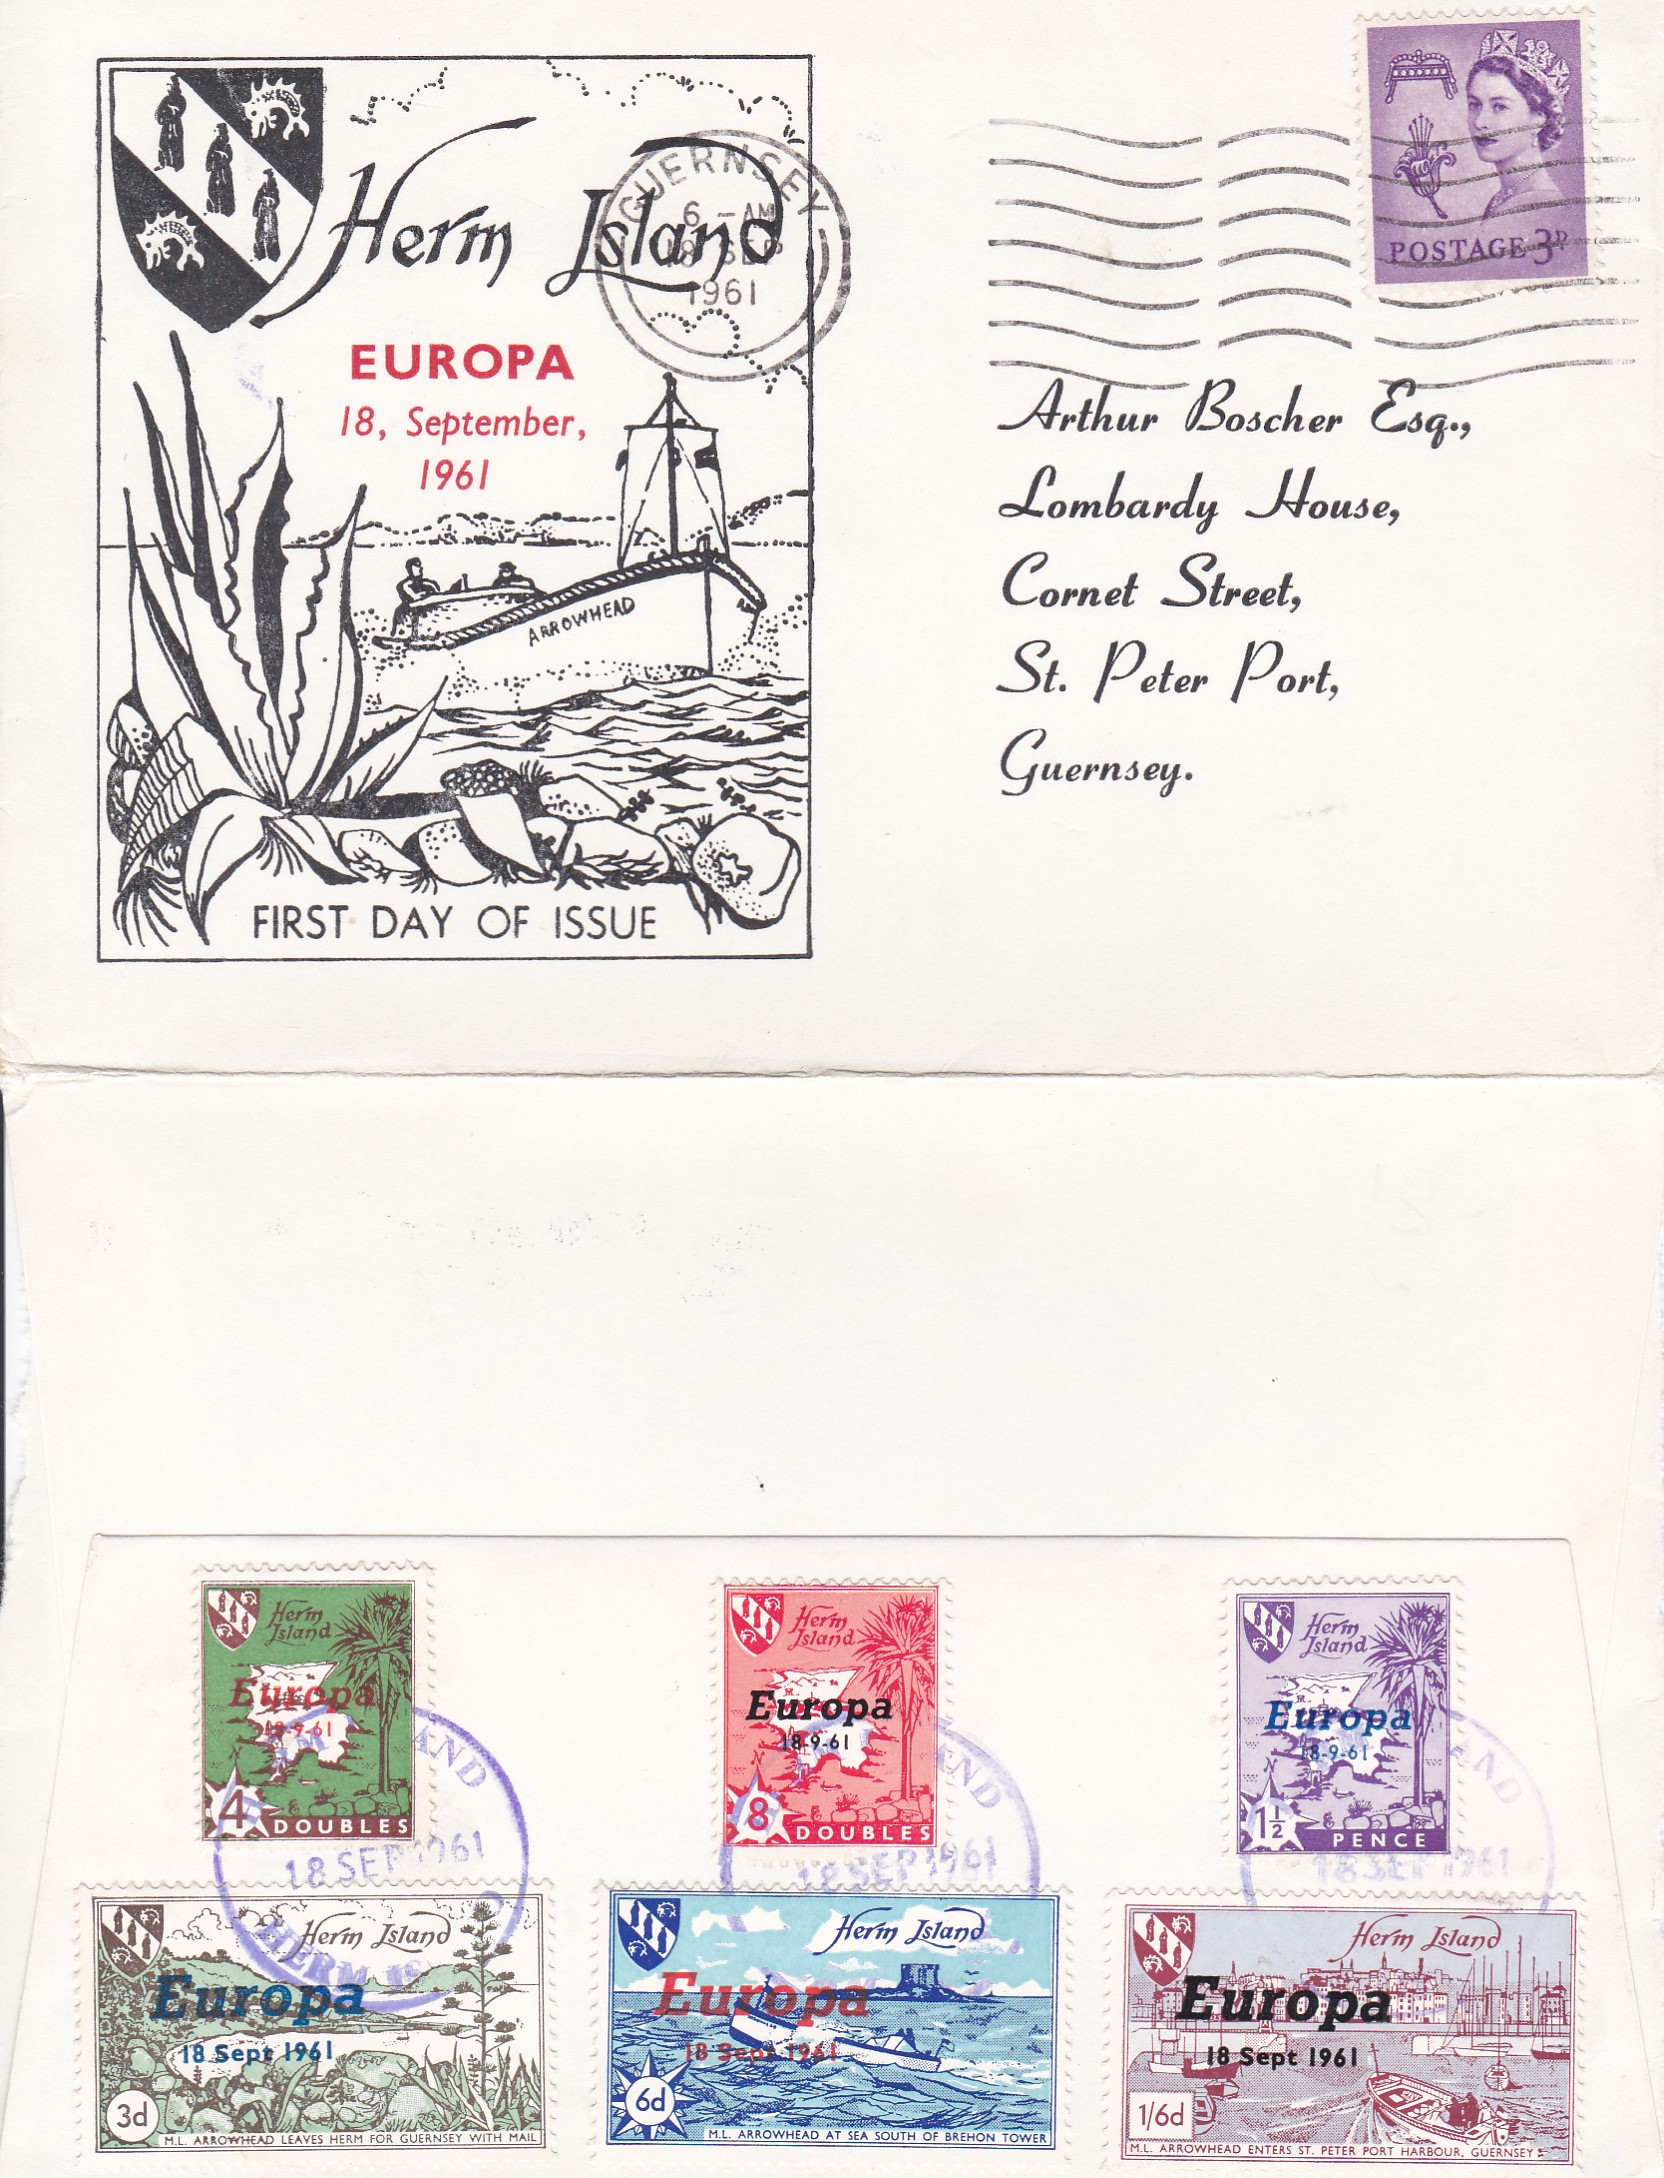 Herm Island
GUERNSEY
6 - AM
18 SEP
1961
EUROPA
18, September,
1961
ARROWHEAD
FIRST DAY OF ISSUE
POSTAGE 3D
Arthur Boscher Esq.,
Lombardy House,
Cornet Street,
St. Peter Port,
Guernsey.
Herm
Island
Europa
18-9-61
N
4 DOUBLES
Herm
Island
Europa
18-9-61
N
8 DOUBLES
Herm
Island
Europa
18-9-61
N
1½ PENCE
18 SEP 1961
HERM
18 SEP 1961
18 SEP 1961
Herm Island
Europa
18 Sept 1961
3d
M.L. ARROWHEAD LEAVES HERM FOR GUERNSEY WITH MAIL
Herm Island
Europa
18 Sept 1961
6d
M.L. ARROWHEAD AT SEA SOUTH OF BREHON TOWER
Herm Island
Europa
18 Sept 1961
1/6d
M.L. ARROWHEAD ENTERS ST. PETER PORT HARBOUR, GUERNSEY